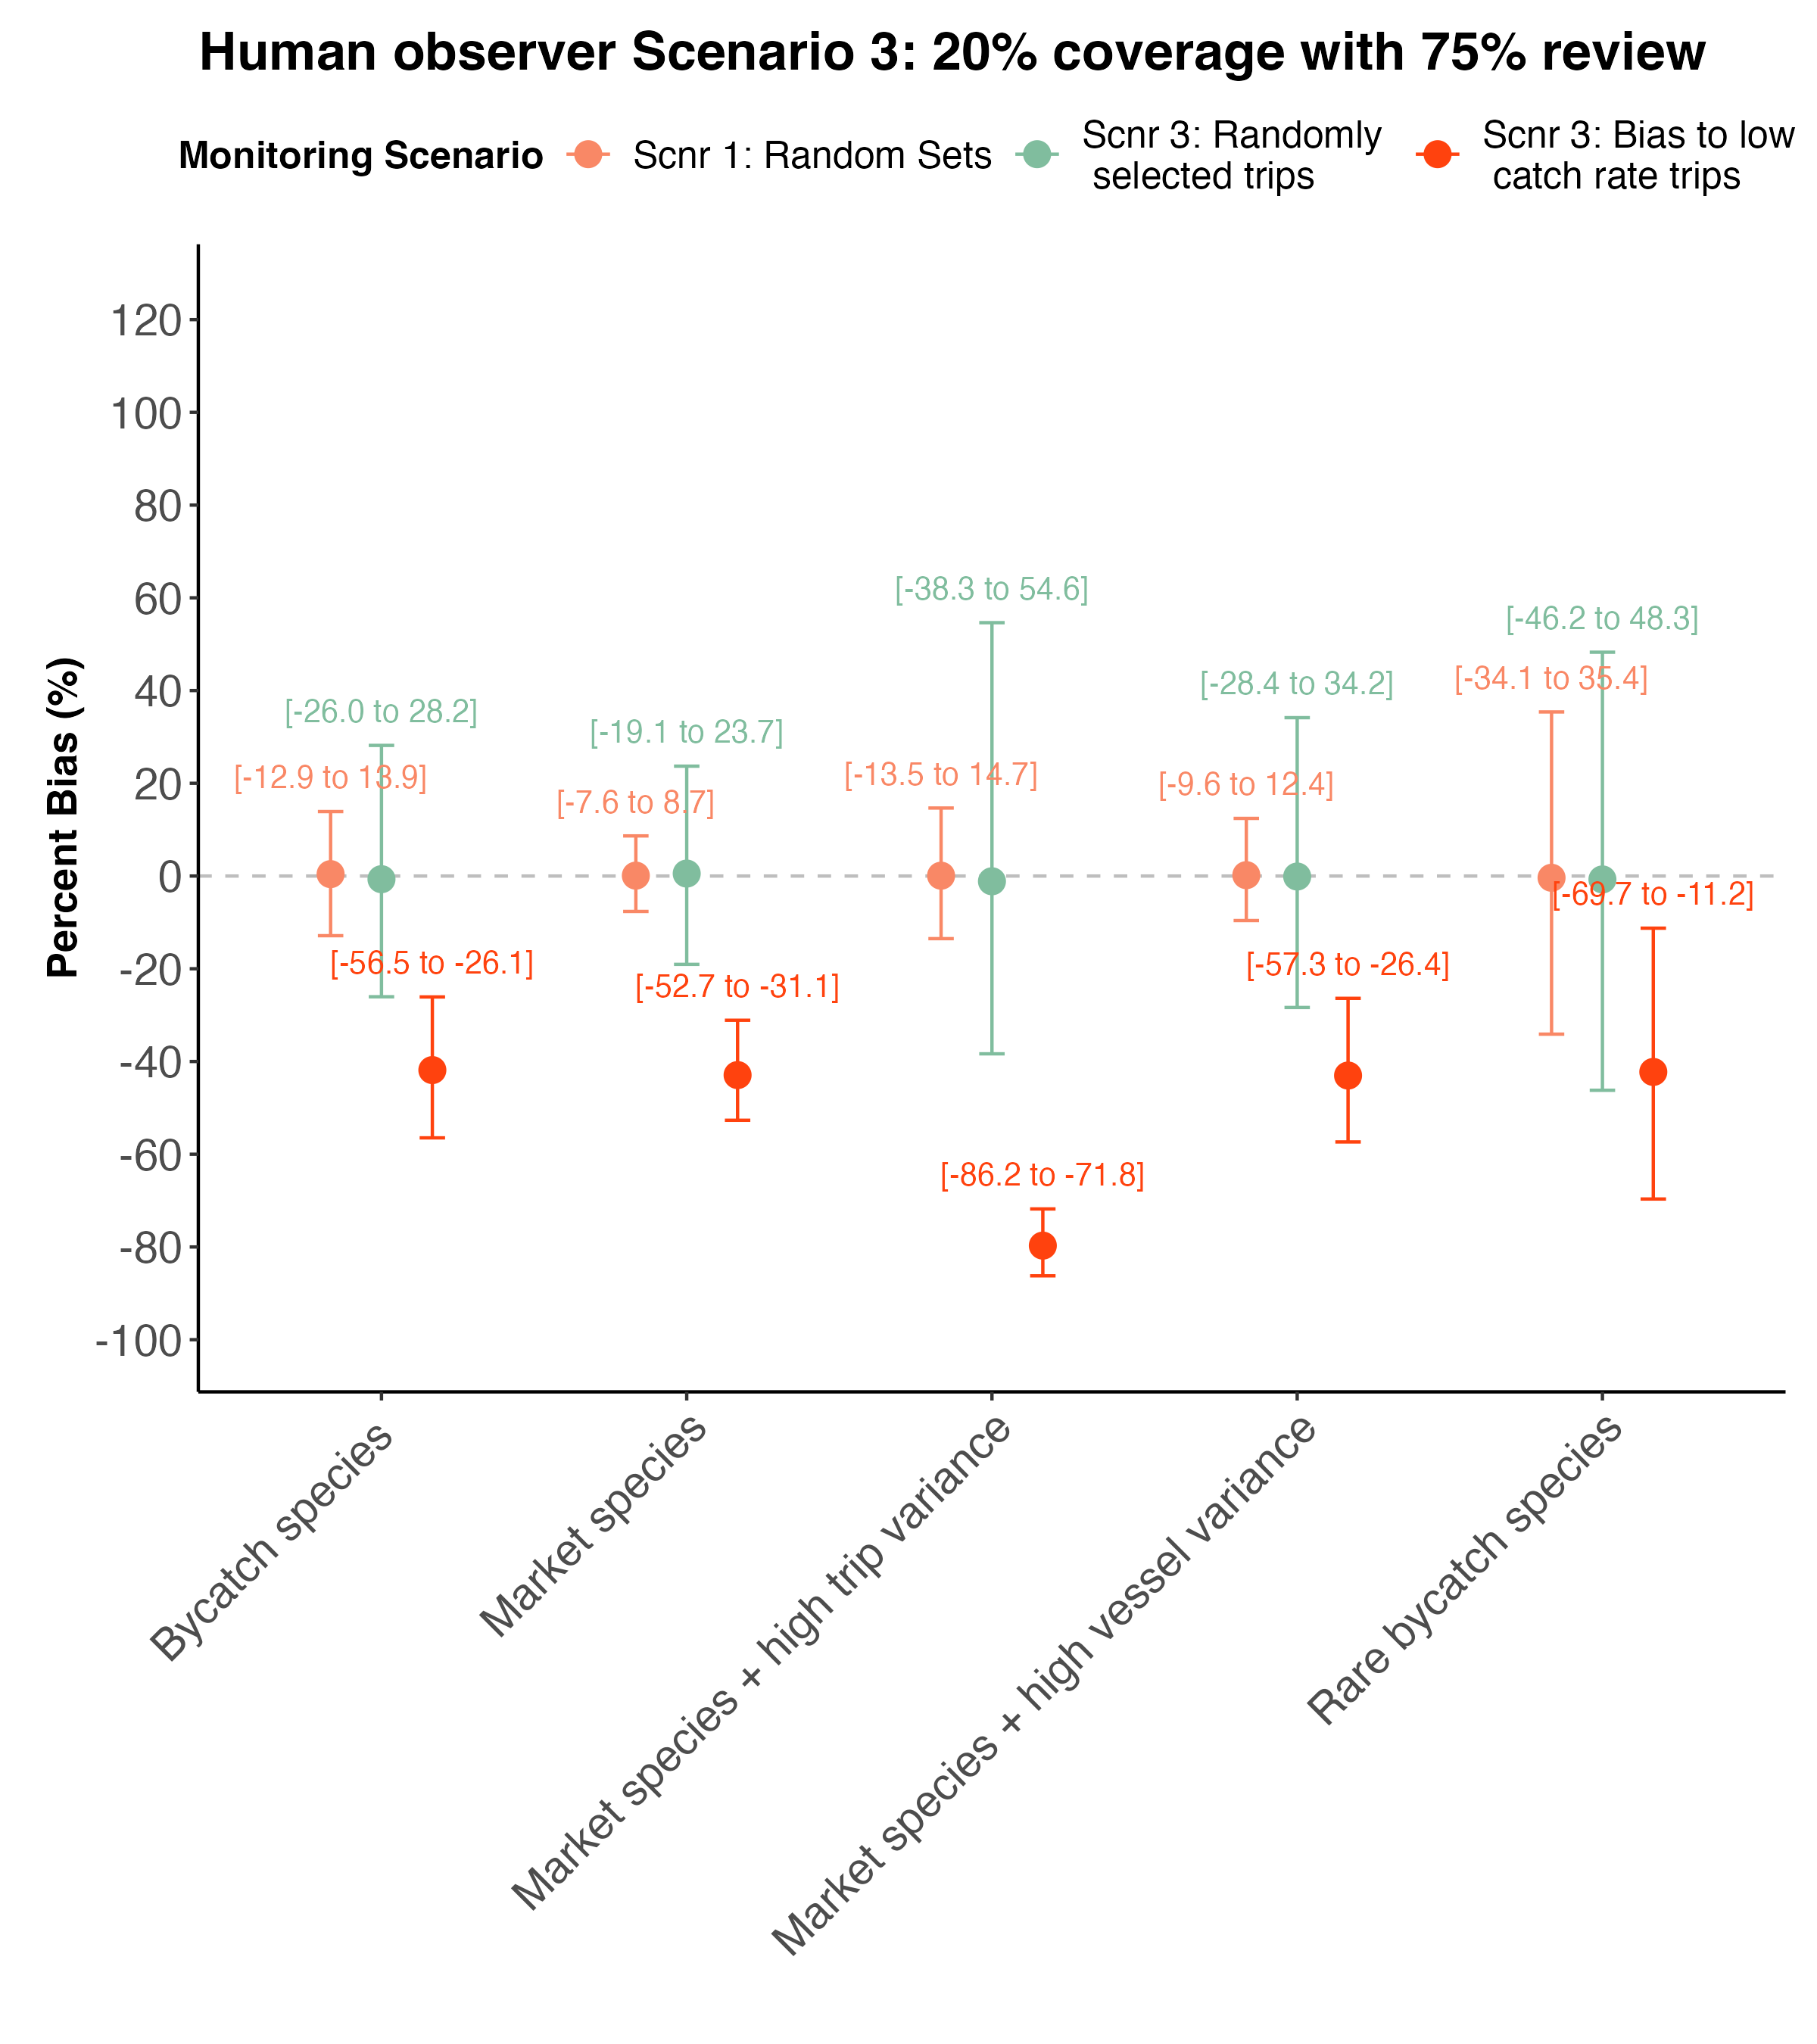 Human observer Scenario 3: 20% coverage with 75% review
Monitoring Scenario
Scnr 1: Random Sets
Scnr 3: Randomly
selected trips
Scnr 3: Bias to low
catch rate trips
Percent Bias (%)
120
100
80
60
40
20
0
-20
-40
-60
-80
-100
[-12.9 to 13.9]
[-26.0 to 28.2]
[-56.5 to -26.1]
[-7.6 to 8.7]
[-19.1 to 23.7]
[-52.7 to -31.1]
[-13.5 to 14.7]
[-38.3 to 54.6]
[-86.2 to -71.8]
[-9.6 to 12.4]
[-28.4 to 34.2]
[-57.3 to -26.4]
[-34.1 to 35.4]
[-46.2 to 48.3]
[-69.7 to -11.2]
Bycatch species
Market species
Market species + high trip variance
Market species + high vessel variance
Rare bycatch species